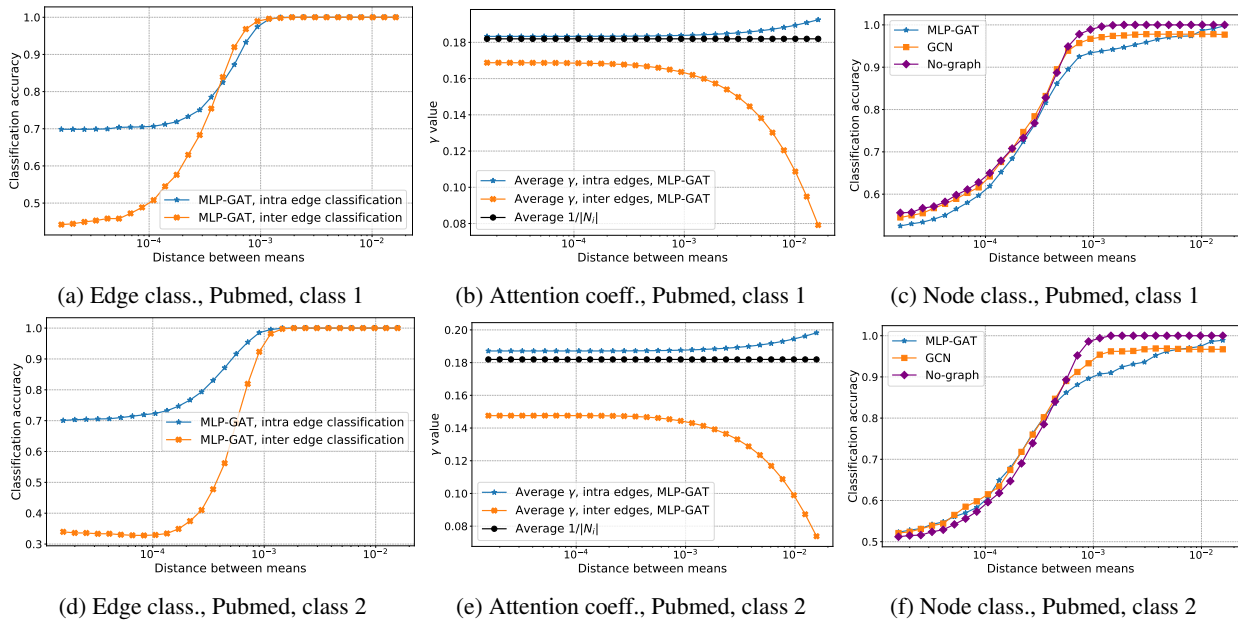 1.0
0.9
0.8
0.7
0.6
0.5
Classification accuracy
MLP-GAT, intra edge classification
MLP-GAT, inter edge classification
10⁻⁴ 10⁻³ 10⁻²
Distance between means
(a) Edge class., Pubmed, class 1
0.18
0.16
0.14
0.12
0.10
0.08
γ value
Average γ, intra edges, MLP-GAT
Average γ, inter edges, MLP-GAT
Average 1/|Nᵢ|
10⁻⁴ 10⁻³ 10⁻²
Distance between means
(b) Attention coeff., Pubmed, class 1
1.0
0.9
0.8
0.7
0.6
Classification accuracy
MLP-GAT
GCN
No-graph
10⁻⁴ 10⁻³ 10⁻²
Distance between means
(c) Node class., Pubmed, class 1
1.0
0.9
0.8
0.7
0.6
0.5
0.4
0.3
Classification accuracy
MLP-GAT, intra edge classification
MLP-GAT, inter edge classification
10⁻⁴ 10⁻³ 10⁻²
Distance between means
(d) Edge class., Pubmed, class 2
0.20
0.18
0.16
0.14
0.12
0.10
0.08
γ value
Average γ, intra edges, MLP-GAT
Average γ, inter edges, MLP-GAT
Average 1/|Nᵢ|
10⁻⁴ 10⁻³ 10⁻²
Distance between means
(e) Attention coeff., Pubmed, class 2
1.0
0.9
0.8
0.7
0.6
0.5
Classification accuracy
MLP-GAT
GCN
No-graph
10⁻⁴ 10⁻³ 10⁻²
Distance between means
(f) Node class., Pubmed, class 2